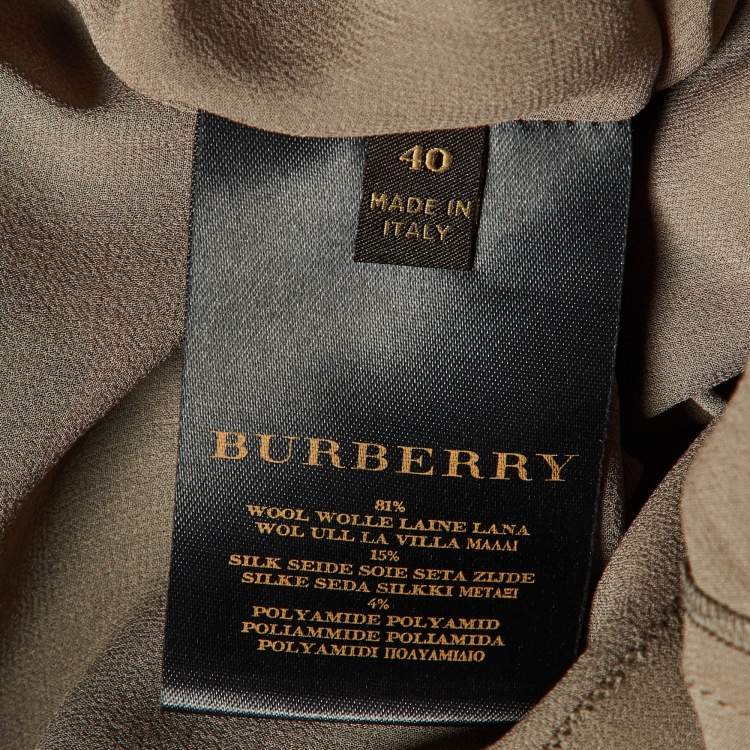 40
MADE IN
ITALY
BURBERRY
81%
WOOL WOLLE LAINE LANA
WOL ULL LA VILLA ΜΑΛΛΙ
15%
SILK SEIDE SOIE SETA ZIJDE
SILKE SEDA SILKKI ΜΕΤΑΞΙ
4%
POLYAMIDE POLYAMID
POLIAMMIDE POLIAMIDA
POLYAMIDI ΠΟΛΥΑΜΙΔΙΟ